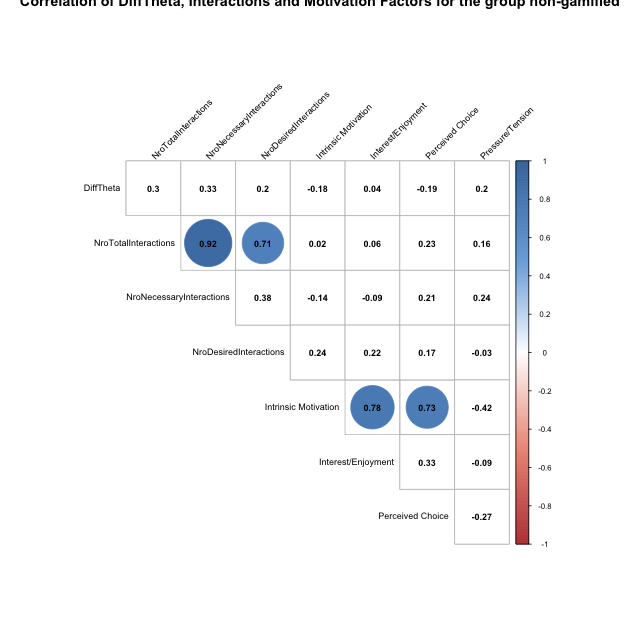 Correlation of DiffTheta, Interactions and Motivation Factors for the group non-gamified
NroTotalInteractions
NroNecessaryInteractions
NroDesiredInteractions
Intrinsic Motivation
Interest/Enjoyment
Perceived Choice
Pressure/Tension
DiffTheta 0.3 0.33 0.2 -0.18 0.04 -0.19 0.2
NroTotalInteractions 0.92 0.71 0.02 0.06 0.23 0.16
NroNecessaryInteractions 0.38 -0.14 -0.09 0.21 0.24
NroDesiredInteractions 0.24 0.22 0.17 -0.03
Intrinsic Motivation 0.78 0.73 -0.42
Interest/Enjoyment 0.33 -0.09
Perceived Choice -0.27
1
0.8
0.6
0.4
0.2
0
-0.2
-0.4
-0.6
-0.8
-1